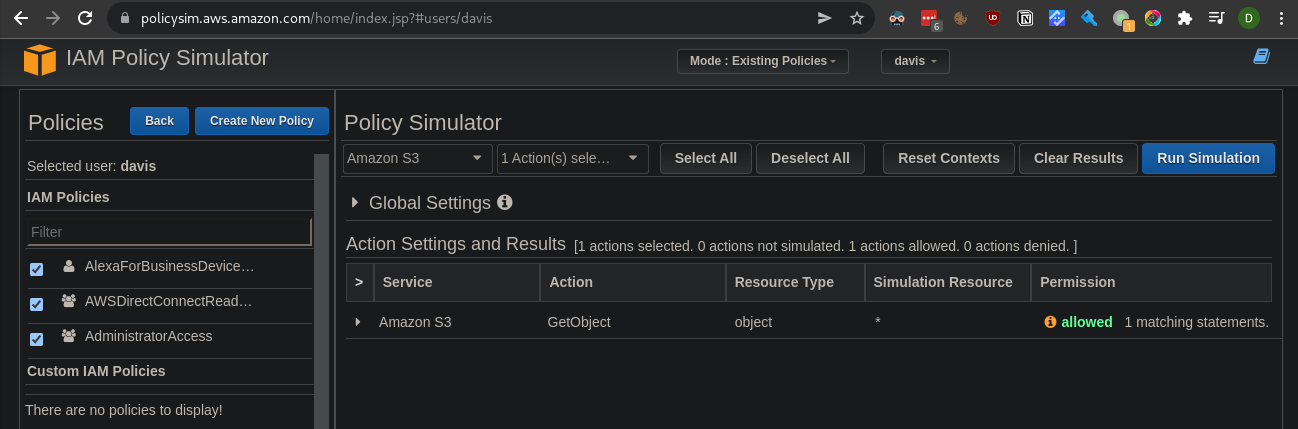 policysim.aws.amazon.com/home/index.jsp?#users/davis
6
UD
1
D
IAM Policy Simulator
Mode : Existing Policies
davis
Policies
Back
Create New Policy
Policy Simulator
Amazon S3
1 Action(s) sele…
Select All
Deselect All
Reset Contexts
Clear Results
Run Simulation
Selected user: davis
IAM Policies
Filter
AlexaForBusinessDevice…
AWSDirectConnectRead…
AdministratorAccess
Custom IAM Policies
There are no policies to display!
Global Settings
Action Settings and Results [1 actions selected. 0 actions not simulated. 1 actions allowed. 0 actions denied. ]
> Service Action Resource Type Simulation Resource Permission
Amazon S3 GetObject object * allowed 1 matching statements.